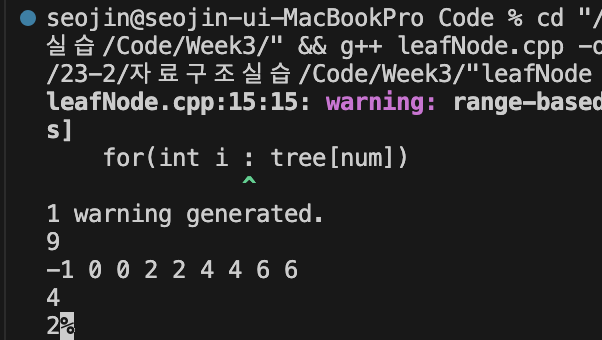 seojin@seojin-ui-MacBookPro Code % cd "/
실습/Code/Week3/" && g++ leafNode.cpp -o
/23-2/자료구조실습/Code/Week3/"leafNode
leafNode.cpp:15:15: warning: range-based
s]
for(int i : tree[num])
^
1 warning generated.
9
-1 0 0 2 2 4 4 6 6
4
2%